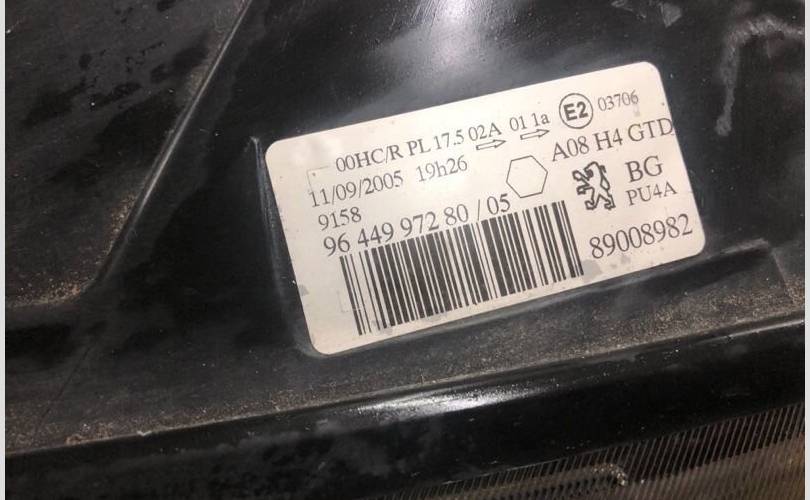 00HC/R PL 17.5 02A 01 1a E2 03706
11/09/2005 19h26 A08 H4 GTD
9158 BG
PU4A
96 449 972 80 / 05
89008982